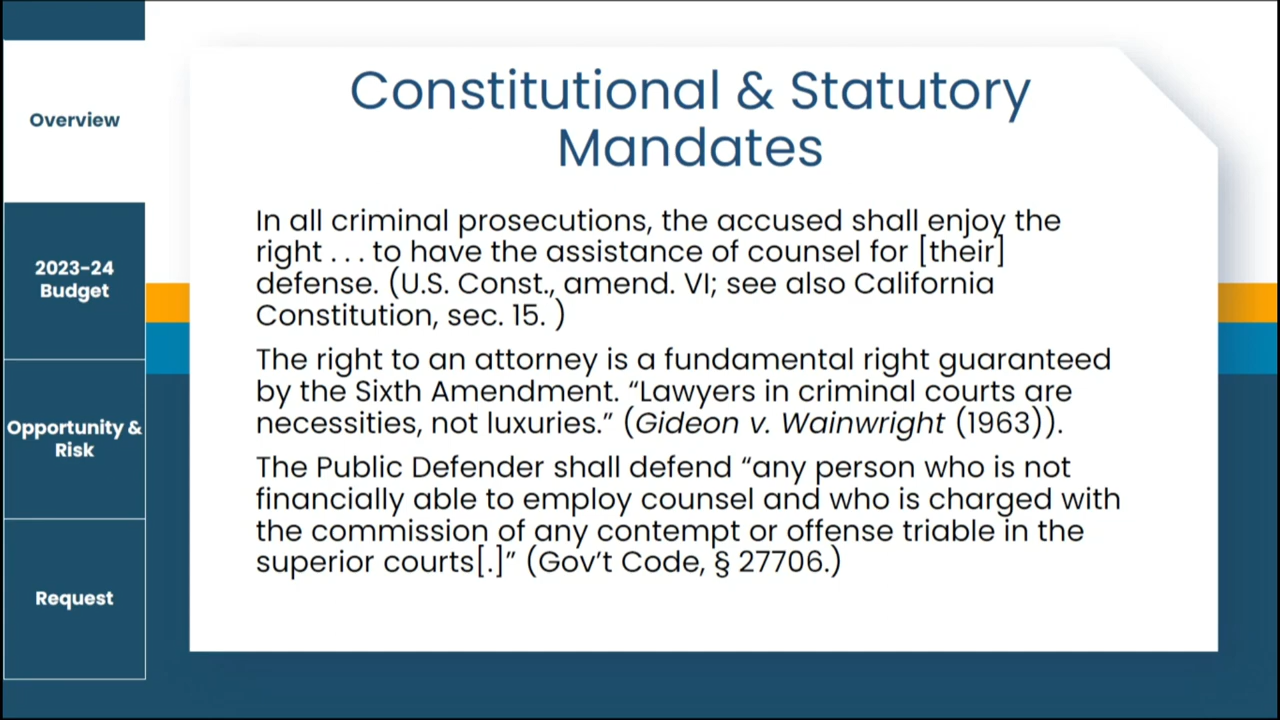 Overview
2023-24
Budget
Opportunity &
Risk
Request
Constitutional & Statutory
Mandates
In all criminal prosecutions, the accused shall enjoy the
right . . . to have the assistance of counsel for [their]
defense. (U.S. Const., amend. VI; see also California
Constitution, sec. 15. )
The right to an attorney is a fundamental right guaranteed
by the Sixth Amendment. “Lawyers in criminal courts are
necessities, not luxuries.” (Gideon v. Wainwright (1963)).
The Public Defender shall defend “any person who is not
financially able to employ counsel and who is charged with
the commission of any contempt or offense triable in the
superior courts[.]” (Gov’t Code, § 27706.)